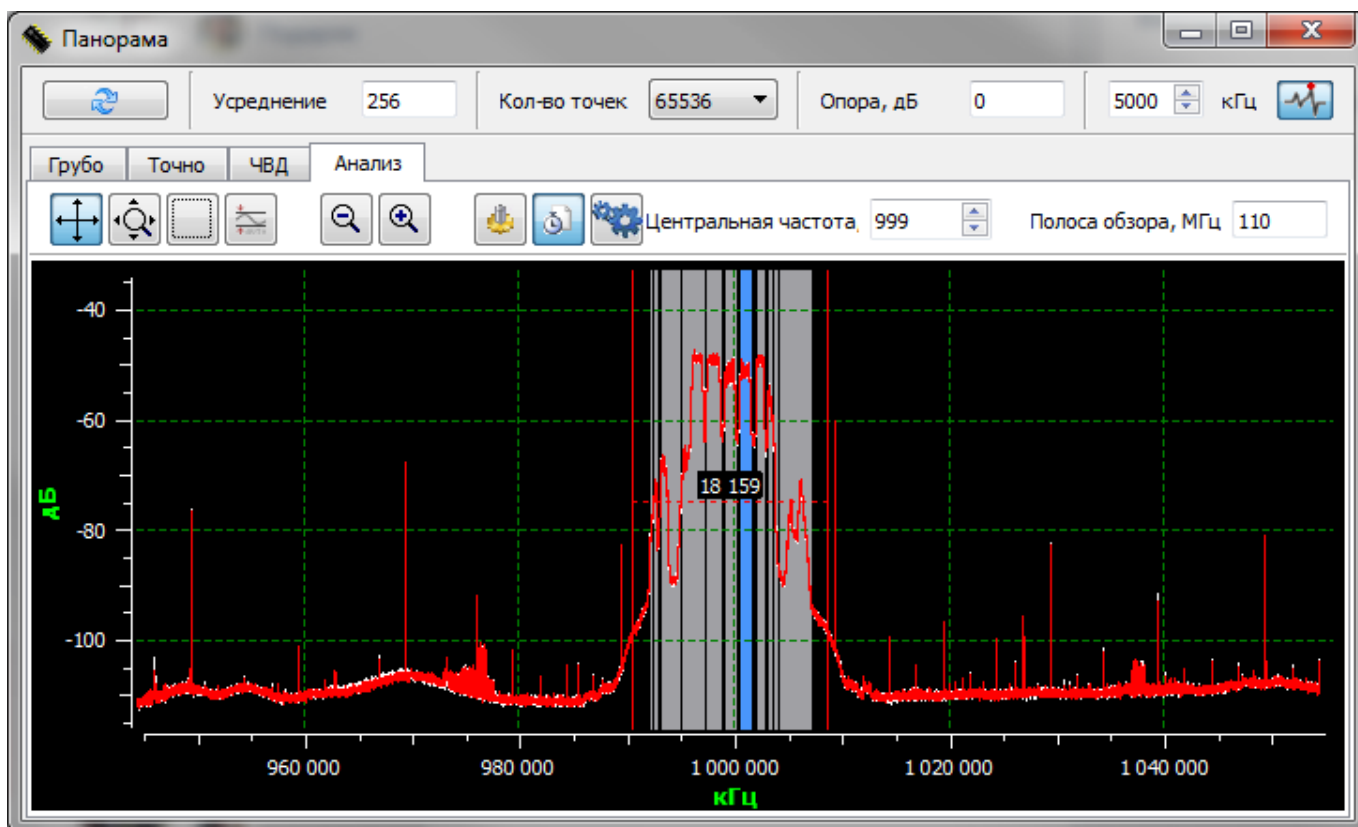 Панорама
Усреднение 256 Кол-во точек 65536 Опора, дБ 0 5000 кГц
Грубо Точно ЧВД Анализ
Центральная частота, 999 Полоса обзора, МГц 110
-40
-60
18 159
-80
-100
дБ
960 000 980 000 1 000 000 1 020 000 1 040 000
кГц